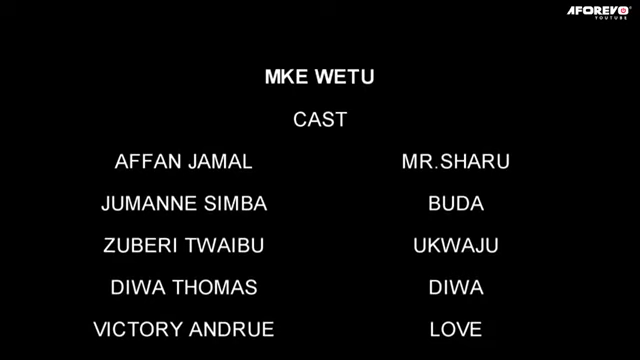 AFOREVO
YOUTUBE
MKE WETU
CAST
AFFAN JAMAL MR.SHARU
JUMANNE SIMBA BUDA
ZUBERI TWAIBU UKWAJU
DIWA THOMAS DIWA
VICTORY ANDRUE LOVE